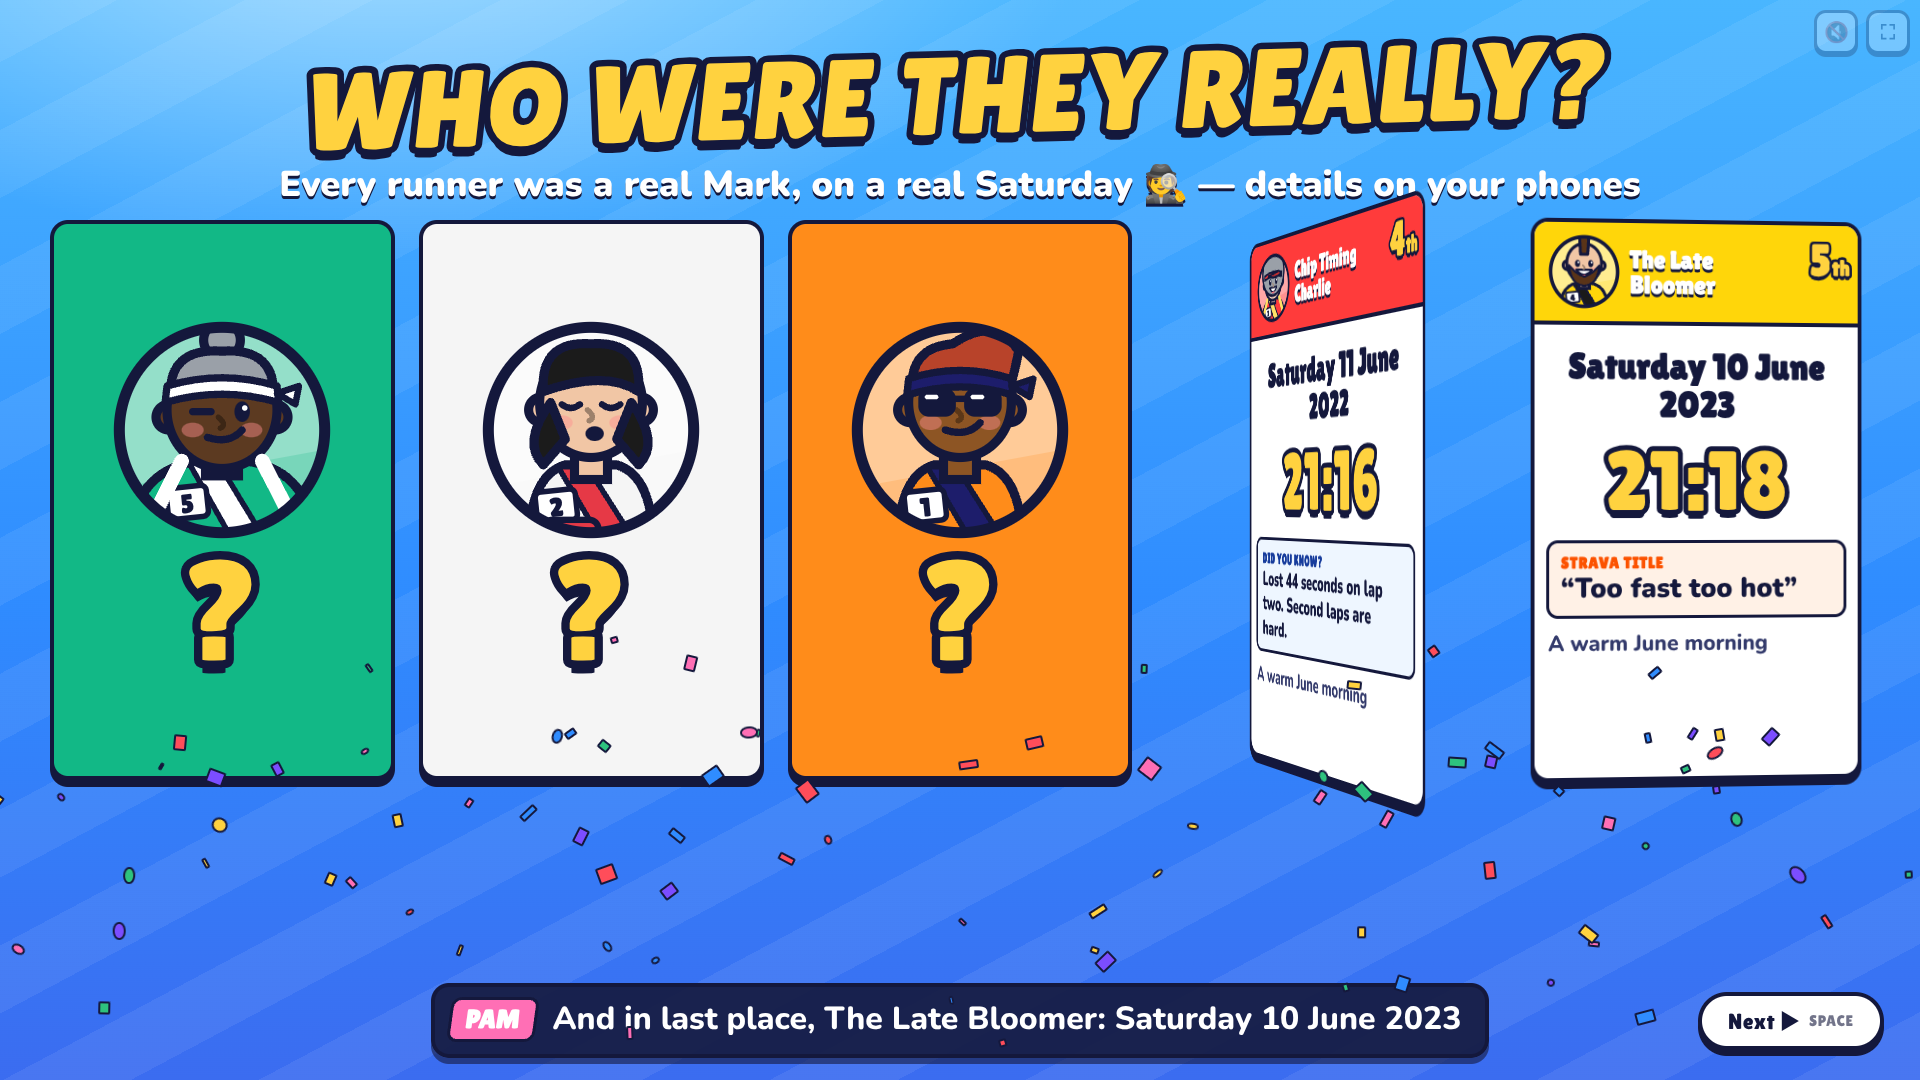 WHO WERE THEY REALLY?
Every runner was a real Mark, on a real Saturday 🕵️ — details on your phones
5
?
2
?
1
?
Chip Timing
Charlie
4th
Saturday 11 June
2022
21:16
DID YOU KNOW?
Lost 44 seconds on lap
two. Second laps are
hard.
A warm June morning
The Late
Bloomer
5th
4
Saturday 10 June
2023
21:18
STRAVA TITLE
“Too fast too hot”
A warm June morning
PAM And in last place, The Late Bloomer: Saturday 10 June 2023
Next ▶ SPACE